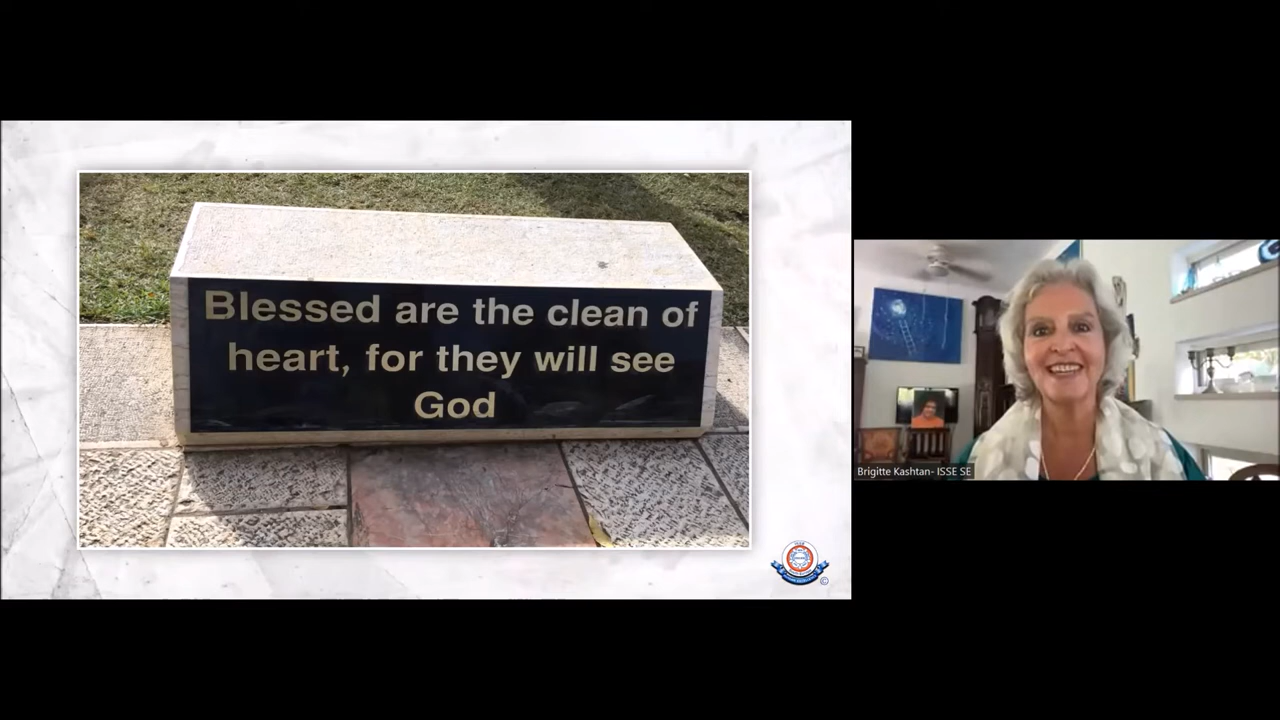 Blessed are the clean of
heart, for they will see
God
Brigitte Kashtan- ISSE SE
©